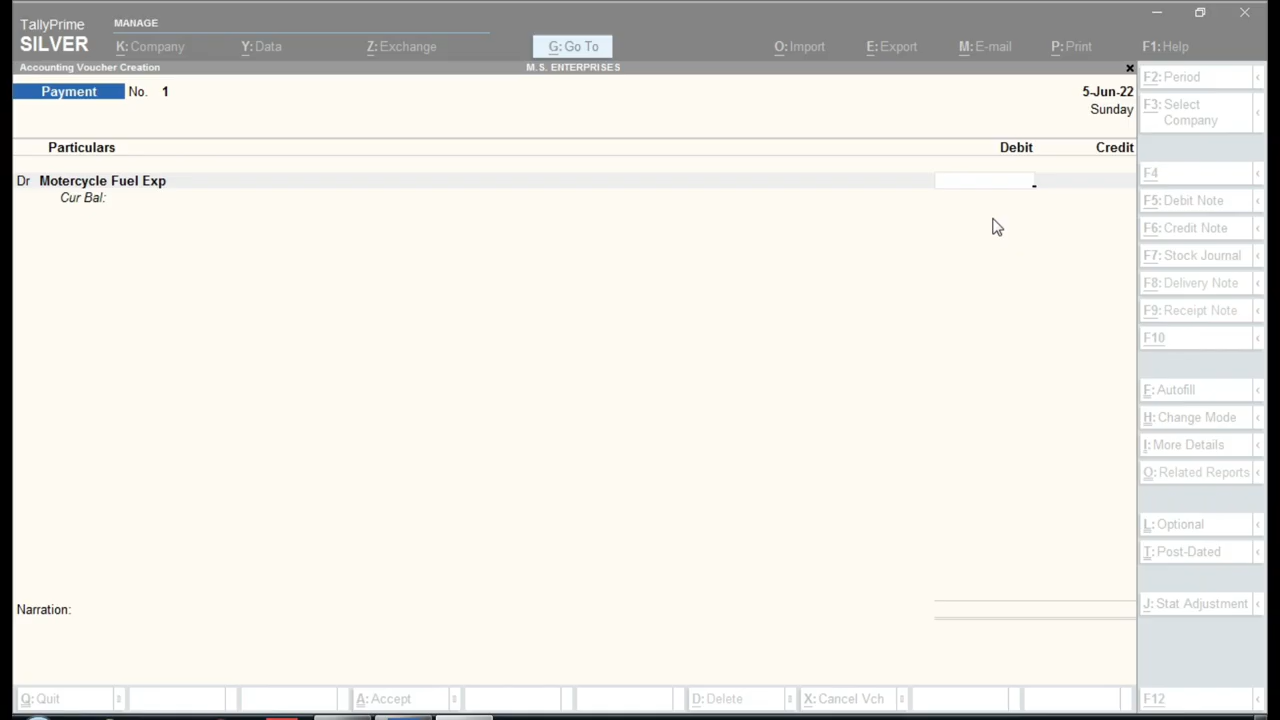 TallyPrime
SILVER
MANAGE
K: Company
Y: Data
Z: Exchange
G: Go To
O: Import
E: Export
M: E-mail
P: Print
F1: Help
Accounting Voucher Creation
M.S. ENTERPRISES
Payment No. 1
5-Jun-22
Sunday
Particulars
Debit
Credit
Dr Motercycle Fuel Exp
Cur Bal:
Narration:
F2: Period
F3: Select
Company
F4
F5: Debit Note
F6: Credit Note
F7: Stock Journal
F8: Delivery Note
F9: Receipt Note
F10
F: Autofill
H: Change Mode
I: More Details
O: Related Reports
L: Optional
T: Post-Dated
J: Stat Adjustment
Q: Quit
A: Accept
D: Delete
X: Cancel Vch
F12